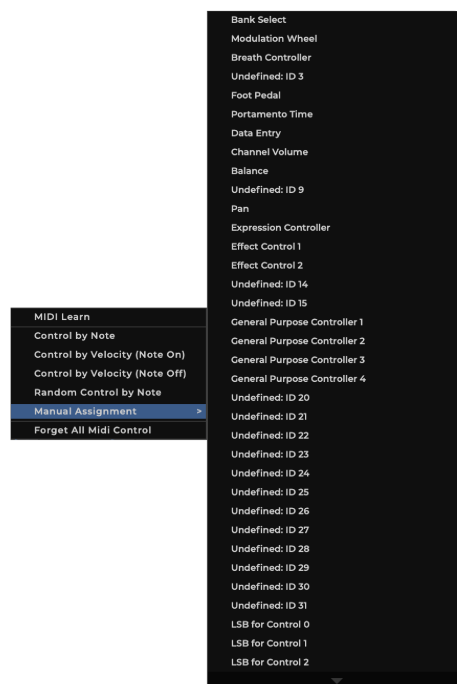 MIDI Learn
Control by Note
Control by Velocity (Note On)
Control by Velocity (Note Off)
Random Control by Note
Manual Assignment >
Forget All Midi Control
Bank Select
Modulation Wheel
Breath Controller
Undefined: ID 3
Foot Pedal
Portamento Time
Data Entry
Channel Volume
Balance
Undefined: ID 9
Pan
Expression Controller
Effect Control 1
Effect Control 2
Undefined: ID 14
Undefined: ID 15
General Purpose Controller 1
General Purpose Controller 2
General Purpose Controller 3
General Purpose Controller 4
Undefined: ID 20
Undefined: ID 21
Undefined: ID 22
Undefined: ID 23
Undefined: ID 24
Undefined: ID 25
Undefined: ID 26
Undefined: ID 27
Undefined: ID 28
Undefined: ID 29
Undefined: ID 30
Undefined: ID 31
LSB for Control 0
LSB for Control 1
LSB for Control 2